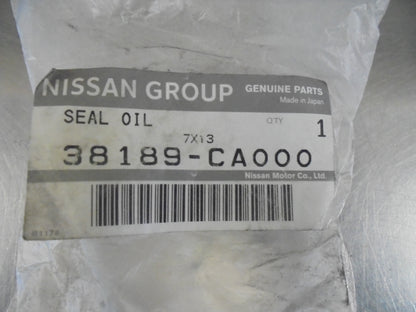 NISSAN GROUP GENUINE PARTS
Made in Japan
SEAL OIL QTY 1
7X13
38189-CA000
Nissan Motor Co., Ltd.